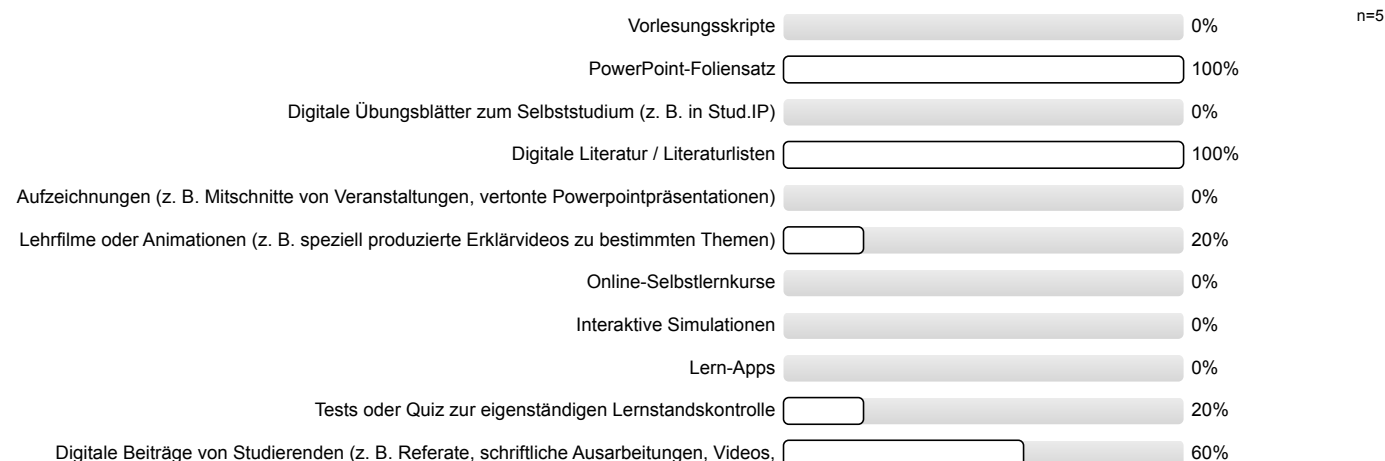 Vorlesungsskripte 0% n=5
PowerPoint-Foliensatz 100%
Digitale Übungsblätter zum Selbststudium (z. B. in Stud.IP) 0%
Digitale Literatur / Literaturlisten 100%
Aufzeichnungen (z. B. Mitschnitte von Veranstaltungen, vertonte Powerpointpräsentationen) 0%
Lehrfilme oder Animationen (z. B. speziell produzierte Erklärvideos zu bestimmten Themen) 20%
Online-Selbstlernkurse 0%
Interaktive Simulationen 0%
Lern-Apps 0%
Tests oder Quiz zur eigenständigen Lernstandskontrolle 20%
Digitale Beiträge von Studierenden (z. B. Referate, schriftliche Ausarbeitungen, Videos, 60%